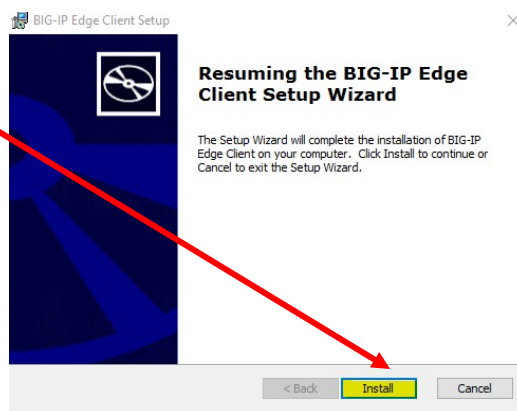 BIG-IP Edge Client Setup
Resuming the BIG-IP Edge
Client Setup Wizard
The Setup Wizard will complete the installation of BIG-IP
Edge Client on your computer. Click Install to continue or
Cancel to exit the Setup Wizard.
< Back Install Cancel